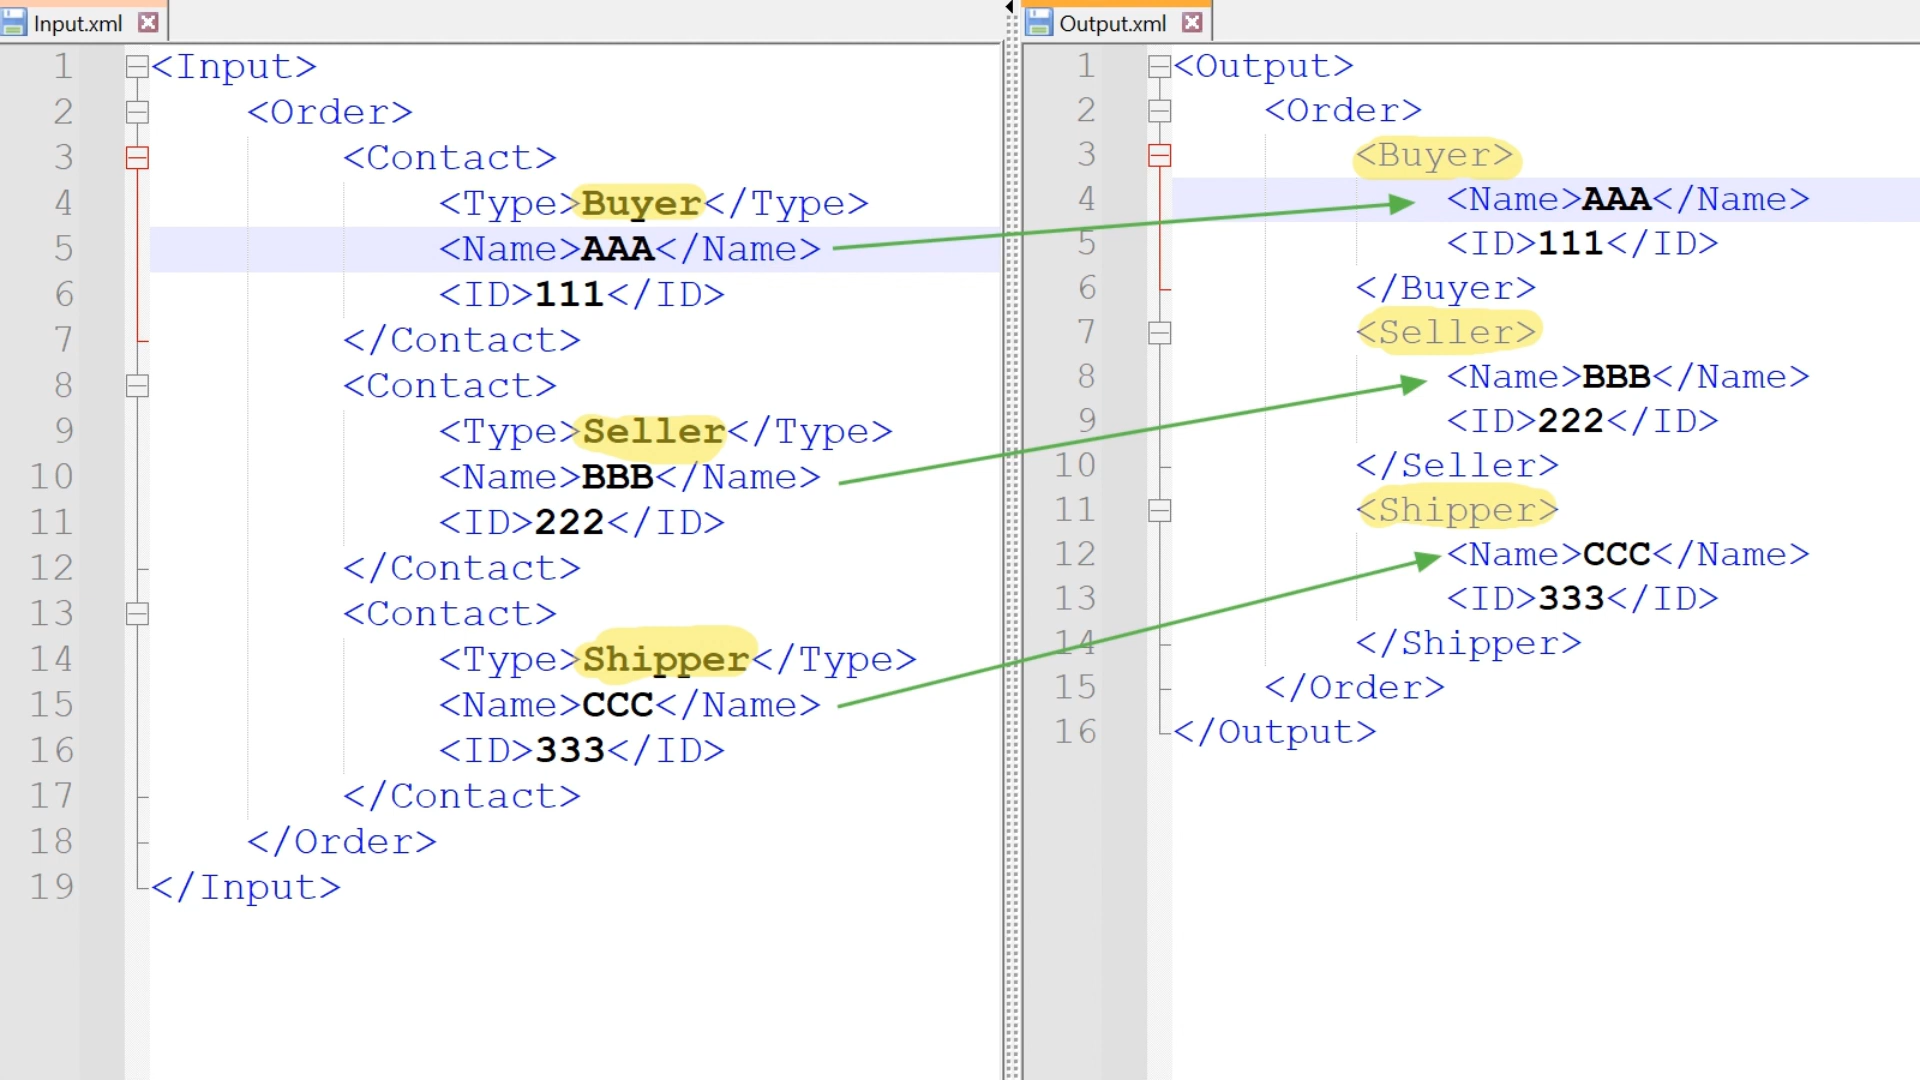 Input.xml
1 <Input>
2 <Order>
3 <Contact>
4 <Type>Buyer</Type>
5 <Name>AAA</Name>
6 <ID>111</ID>
7 </Contact>
8 <Contact>
9 <Type>Seller</Type>
10 <Name>BBB</Name>
11 <ID>222</ID>
12 </Contact>
13 <Contact>
14 <Type>Shipper</Type>
15 <Name>CCC</Name>
16 <ID>333</ID>
17 </Contact>
18 </Order>
19 </Input>
Output.xml
1 <Output>
2 <Order>
3 <Buyer>
4 <Name>AAA</Name>
5 <ID>111</ID>
6 </Buyer>
7 <Seller>
8 <Name>BBB</Name>
9 <ID>222</ID>
10 </Seller>
11 <Shipper>
12 <Name>CCC</Name>
13 <ID>333</ID>
14 </Shipper>
15 </Order>
16 </Output>